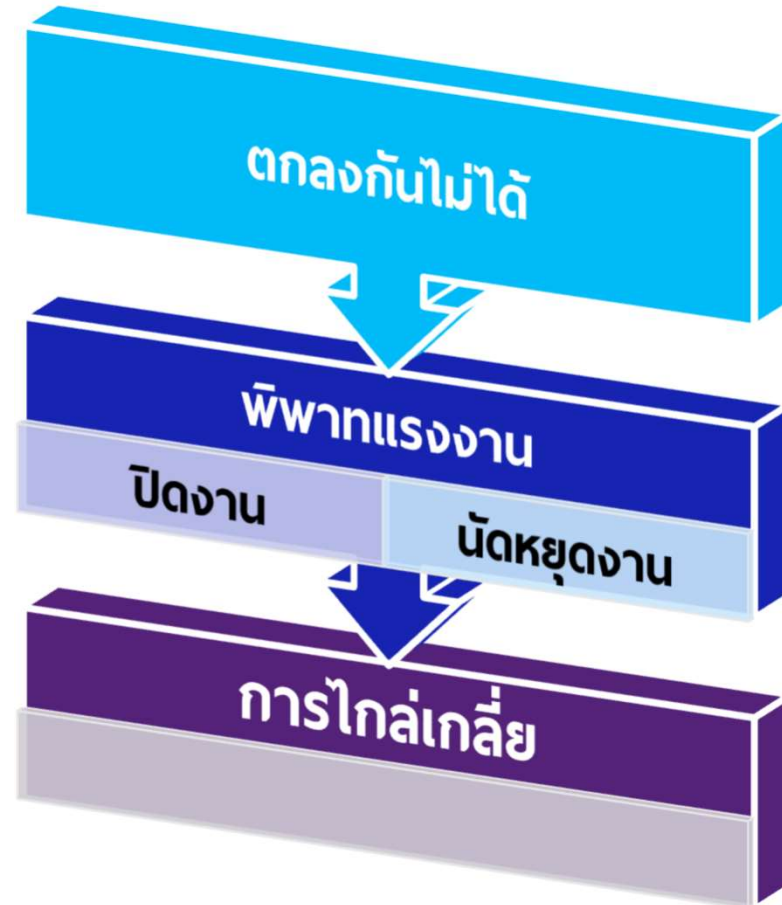 ตกลงกันไม่ได้
พิพาทแรงงาน
ปิดงาน
นัดหยุดงาน
การไกล่เกลี่ย